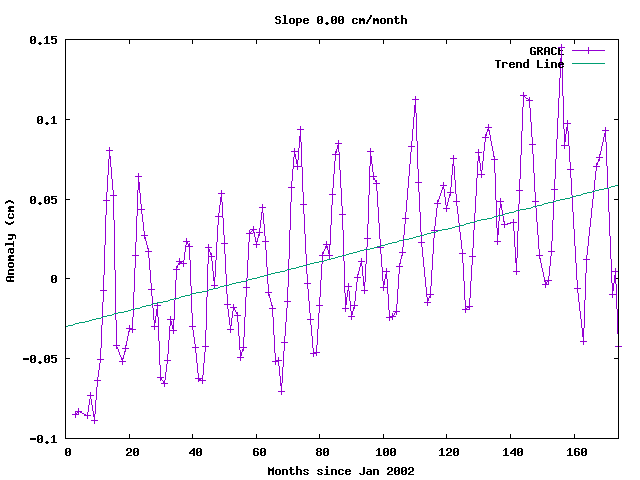 Slope 0.00 cm/month
GRACE
Trend Line
Anomaly (cm)
0.15
0.1
0.05
0
-0.05
-0.1
0 20 40 60 80 100 120 140 160
Months since Jan 2002